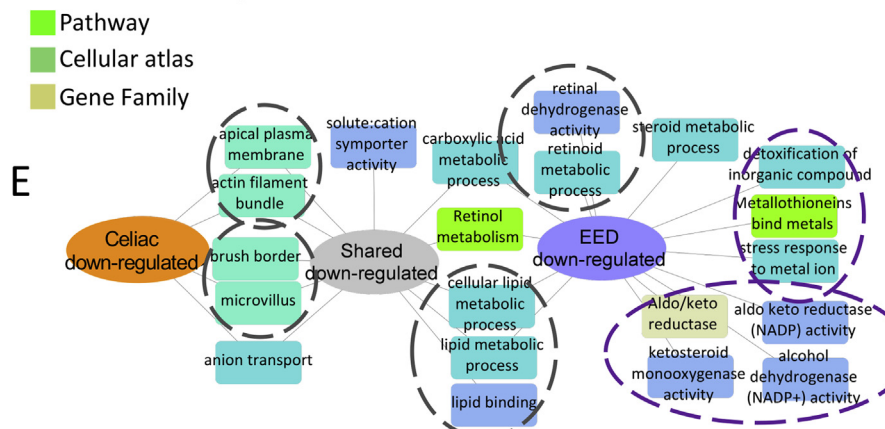 Pathway
Cellular atlas
Gene Family
E
apical plasma
membrane
actin filament
bundle
solute:cation
symporter
activity
carboxylic acid
metabolic
process
retinal
dehydrogenase
activity
retinoid
metabolic
process
steroid metabolic
process
detoxification of
inorganic compound
Metallothioneins
bind metals
stress response
to metal ion
Celiac
down-regulated
brush border
microvillus
anion transport
Shared
down-regulated
Retinol
metabolism
EED
down-regulated
cellular lipid
metabolic
process
lipid metabolic
process
lipid binding
Aldo/keto
reductase
aldo keto reductase
(NADP) activity
ketosteroid
monooxygenase
activity
alcohol
dehydrogenase
(NADP+) activity